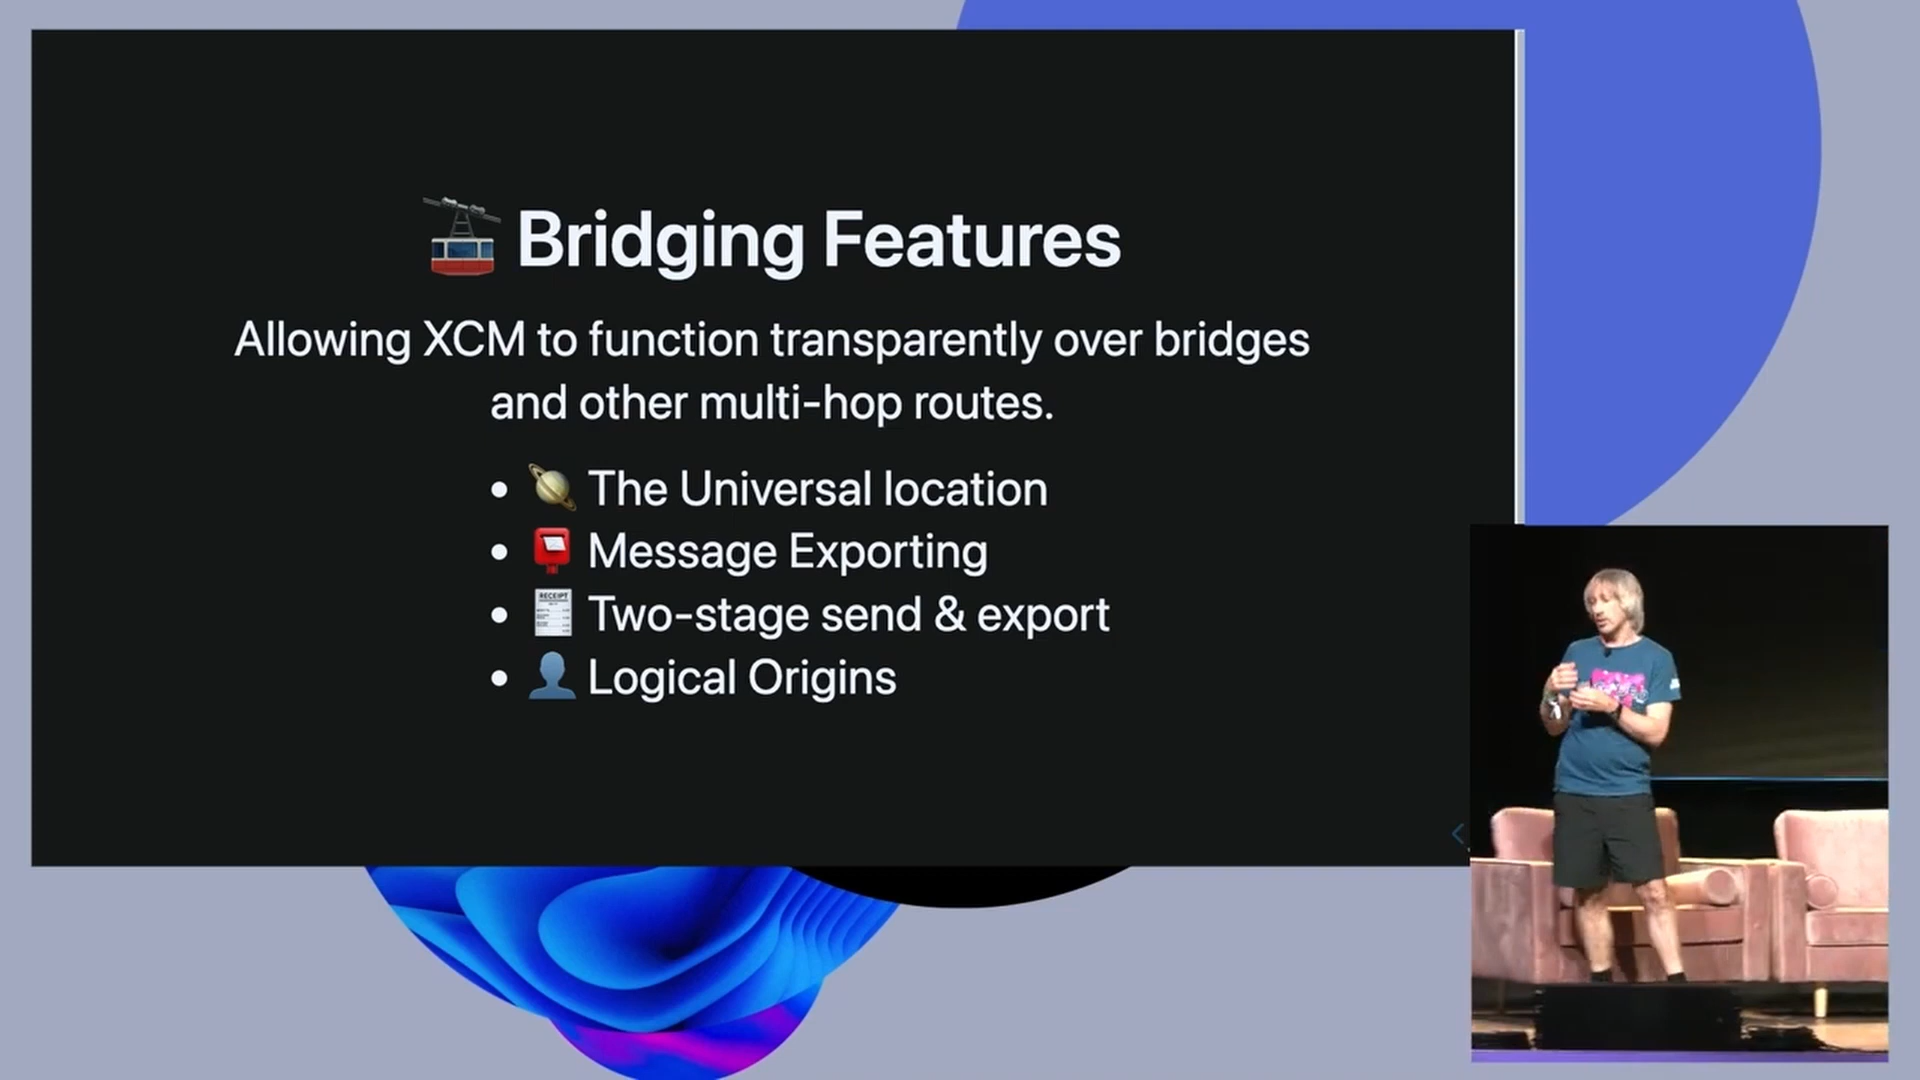 Bridging Features
Allowing XCM to function transparently over bridges
and other multi-hop routes.
• The Universal location
• Message Exporting
• Two-stage send & export
• Logical Origins